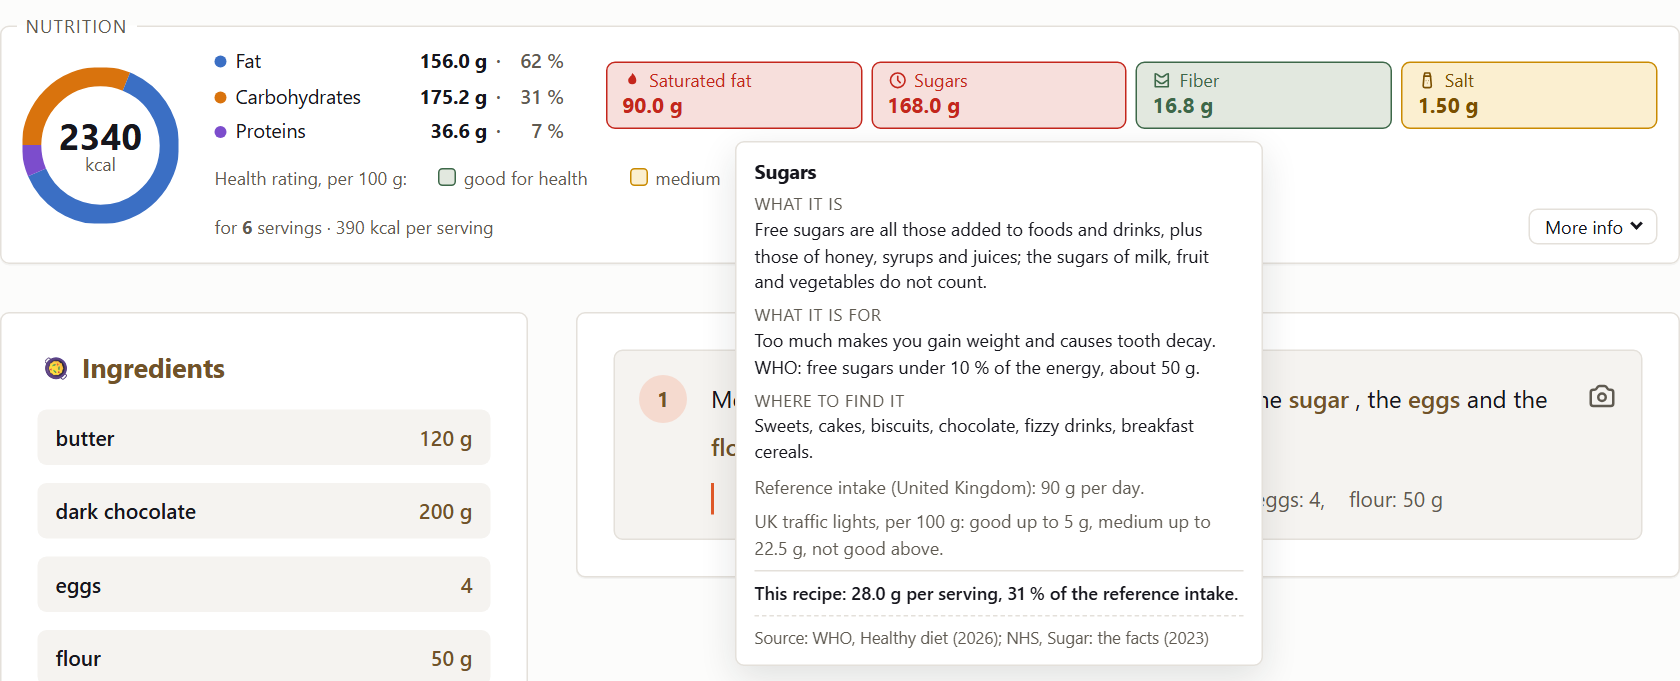 NUTRITION
2340
kcal
Fat 156.0 g · 62 %
Carbohydrates 175.2 g · 31 %
Proteins 36.6 g · 7 %
Health rating, per 100 g: good for health medium
for 6 servings · 390 kcal per serving
Saturated fat
90.0 g
Sugars
168.0 g
Fiber
16.8 g
Salt
1.50 g
More info
Sugars
WHAT IT IS
Free sugars are all those added to foods and drinks, plus
those of honey, syrups and juices; the sugars of milk, fruit
and vegetables do not count.
WHAT IT IS FOR
Too much makes you gain weight and causes tooth decay.
WHO: free sugars under 10 % of the energy, about 50 g.
WHERE TO FIND IT
Sweets, cakes, biscuits, chocolate, fizzy drinks, breakfast
cereals.
Reference intake (United Kingdom): 90 g per day.
UK traffic lights, per 100 g: good up to 5 g, medium up to
22.5 g, not good above.
This recipe: 28.0 g per serving, 31 % of the reference intake.
Source: WHO, Healthy diet (2026); NHS, Sugar: the facts (2023)
Ingredients
butter 120 g
dark chocolate 200 g
eggs 4
flour 50 g
1
sugar , the eggs and the
4, flour: 50 g